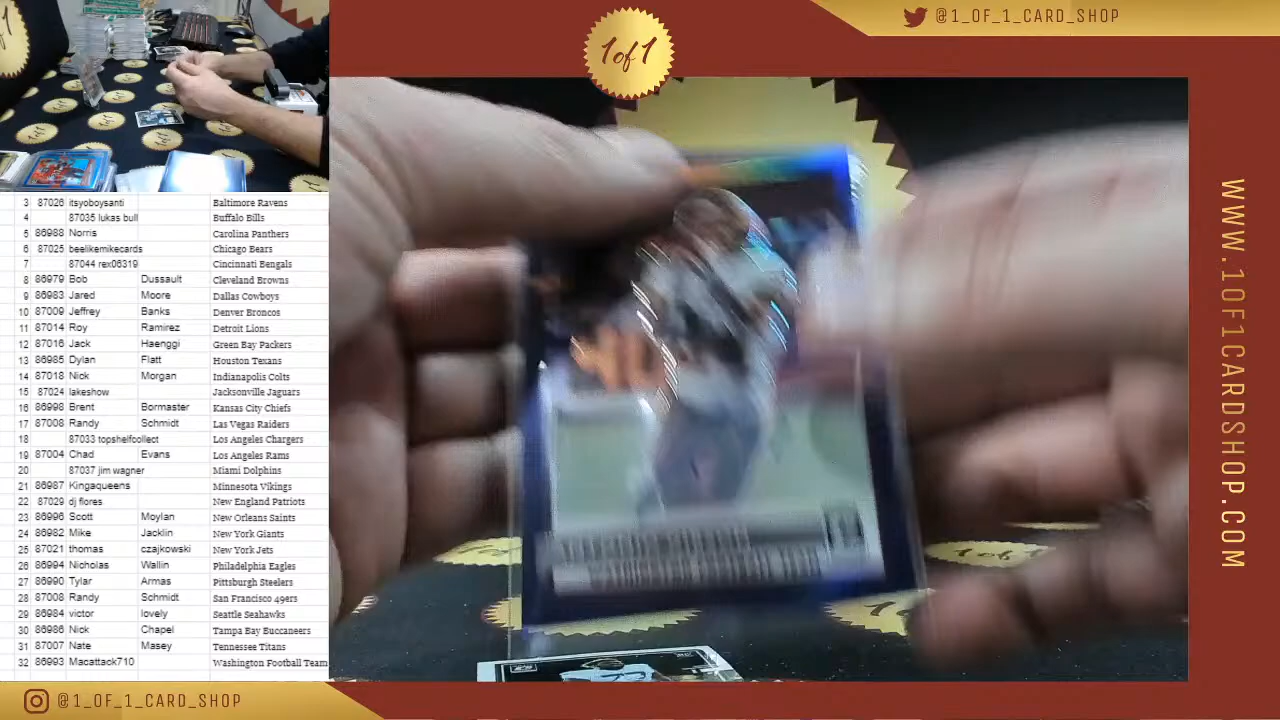 1of1
@1_OF_1_CARD_SHOP
WWW.1OF1CARDSHOP.COM
3 87026 itsyoboysanti Baltimore Ravens
4 87035 lukas bull Buffalo Bills
5 86988 Norris Carolina Panthers
6 87025 beelikemikecards Chicago Bears
7 87044 rex06319 Cincinnati Bengals
8 86979 Bob Dussault Cleveland Browns
9 86983 Jared Moore Dallas Cowboys
10 87009 Jeffrey Banks Denver Broncos
11 87014 Roy Ramirez Detroit Lions
12 87016 Jack Haenggi Green Bay Packers
13 86985 Dylan Flatt Houston Texans
14 87018 Nick Morgan Indianapolis Colts
15 87024 lakeshow Jacksonville Jaguars
16 86998 Brent Bormaster Kansas City Chiefs
17 87008 Randy Schmidt Las Vegas Raiders
18 87033 topshelfcollect Los Angeles Chargers
19 87004 Chad Evans Los Angeles Rams
20 87037 jim wagner Miami Dolphins
21 86987 Kingaqueens Minnesota Vikings
22 87029 dj flores New England Patriots
23 86996 Scott Moylan New Orleans Saints
24 86982 Mike Jacklin New York Giants
25 87021 thomas czajkowski New York Jets
26 86994 Nicholas Wallin Philadelphia Eagles
27 86990 Tylar Armas Pittsburgh Steelers
28 87008 Randy Schmidt San Francisco 49ers
29 86984 victor lovely Seattle Seahawks
30 86986 Nick Chapel Tampa Bay Buccaneers
31 87007 Nate Masey Tennessee Titans
32 86993 Macattack710 Washington Football Team
@1_OF_1_CARD_SHOP